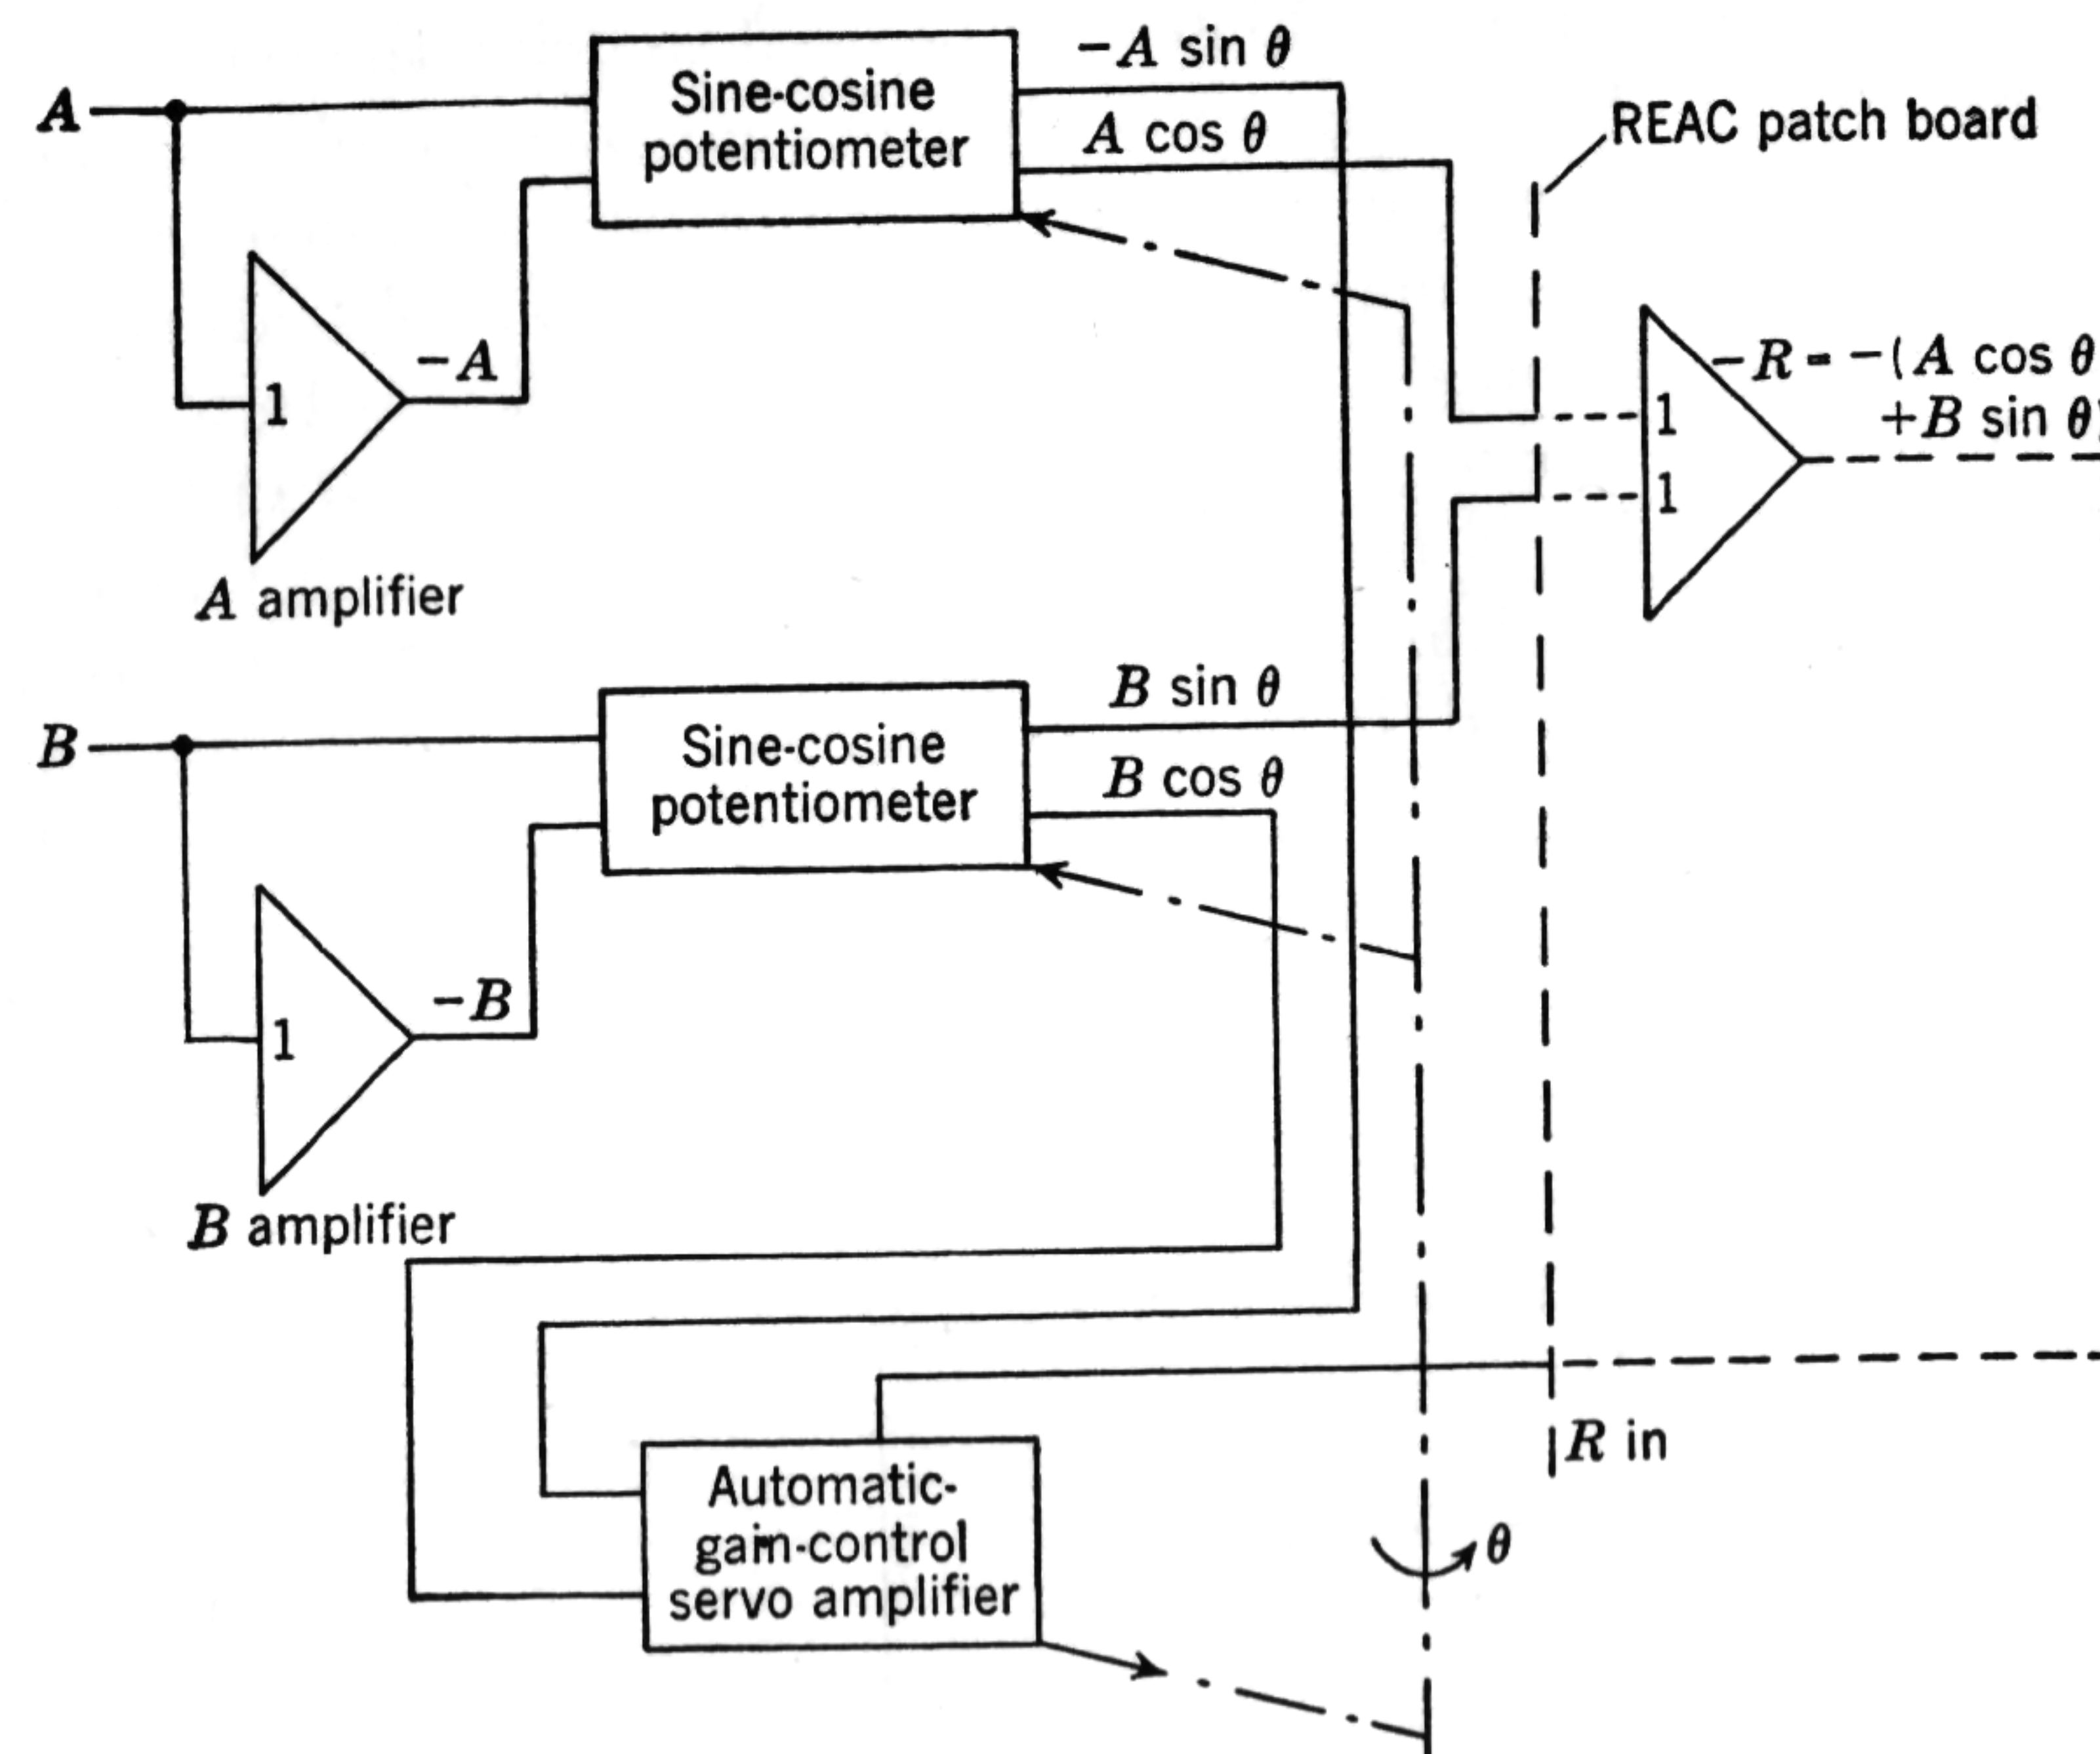 −A sin θ
A
Sine-cosine
potentiometer
A cos θ
REAC patch board
−A
1
−R = −(A cos θ
+B sin θ)
1
1
A amplifier
B sin θ
B
Sine-cosine
potentiometer
B cos θ
−B
1
B amplifier
R in
Automatic-
gain-control
servo amplifier
θ